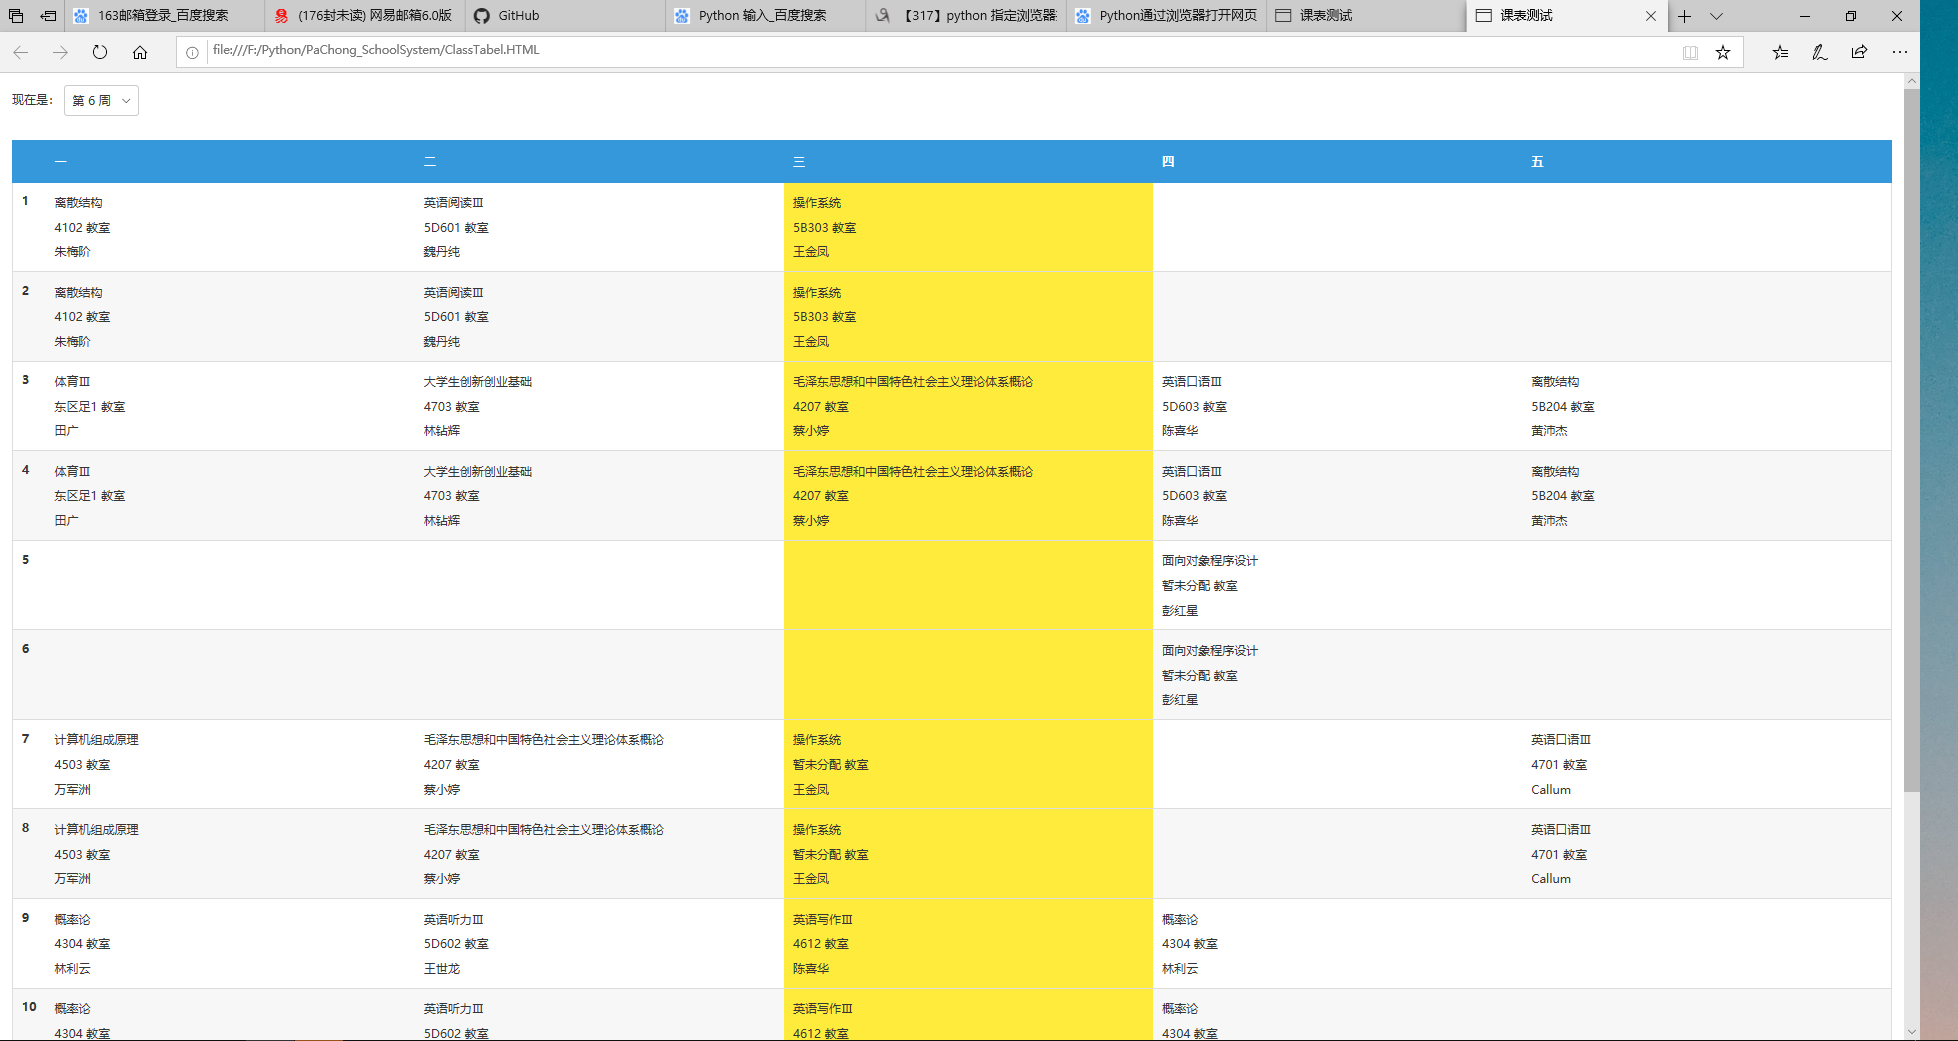 163邮箱登录_百度搜索
(176封未读) 网易邮箱6.0版
GitHub
Python 输入_百度搜索
【317】python 指定浏览器
Python通过浏览器打开网页
课表测试
课表测试
file:///F:/Python/PaChong_SchoolSystem/ClassTabel.HTML
现在是：
第 6 周
一 二 三 四 五
1
离散结构 英语阅读Ⅲ 操作系统
4102 教室 5D601 教室 5B303 教室
朱梅阶 魏丹纯 王金凤
2
离散结构 英语阅读Ⅲ 操作系统
4102 教室 5D601 教室 5B303 教室
朱梅阶 魏丹纯 王金凤
3
体育Ⅲ 大学生创新创业基础 毛泽东思想和中国特色社会主义理论体系概论 英语口语Ⅲ 离散结构
东区足1 教室 4703 教室 4207 教室 5D603 教室 5B204 教室
田广 林钻辉 蔡小婷 陈喜华 黄沛杰
4
体育Ⅲ 大学生创新创业基础 毛泽东思想和中国特色社会主义理论体系概论 英语口语Ⅲ 离散结构
东区足1 教室 4703 教室 4207 教室 5D603 教室 5B204 教室
田广 林钻辉 蔡小婷 陈喜华 黄沛杰
5
面向对象程序设计
暂未分配 教室
彭红星
6
面向对象程序设计
暂未分配 教室
彭红星
7
计算机组成原理 毛泽东思想和中国特色社会主义理论体系概论 操作系统 英语口语Ⅲ
4503 教室 4207 教室 暂未分配 教室 4701 教室
万军洲 蔡小婷 王金凤 Callum
8
计算机组成原理 毛泽东思想和中国特色社会主义理论体系概论 操作系统 英语口语Ⅲ
4503 教室 4207 教室 暂未分配 教室 4701 教室
万军洲 蔡小婷 王金凤 Callum
9
概率论 英语听力Ⅲ 英语写作Ⅲ 概率论
4304 教室 5D602 教室 4612 教室 4304 教室
林利云 王世龙 陈喜华 林利云
10
概率论 英语听力Ⅲ 英语写作Ⅲ 概率论
4304 教室 5D602 教室 4612 教室 4304 教室